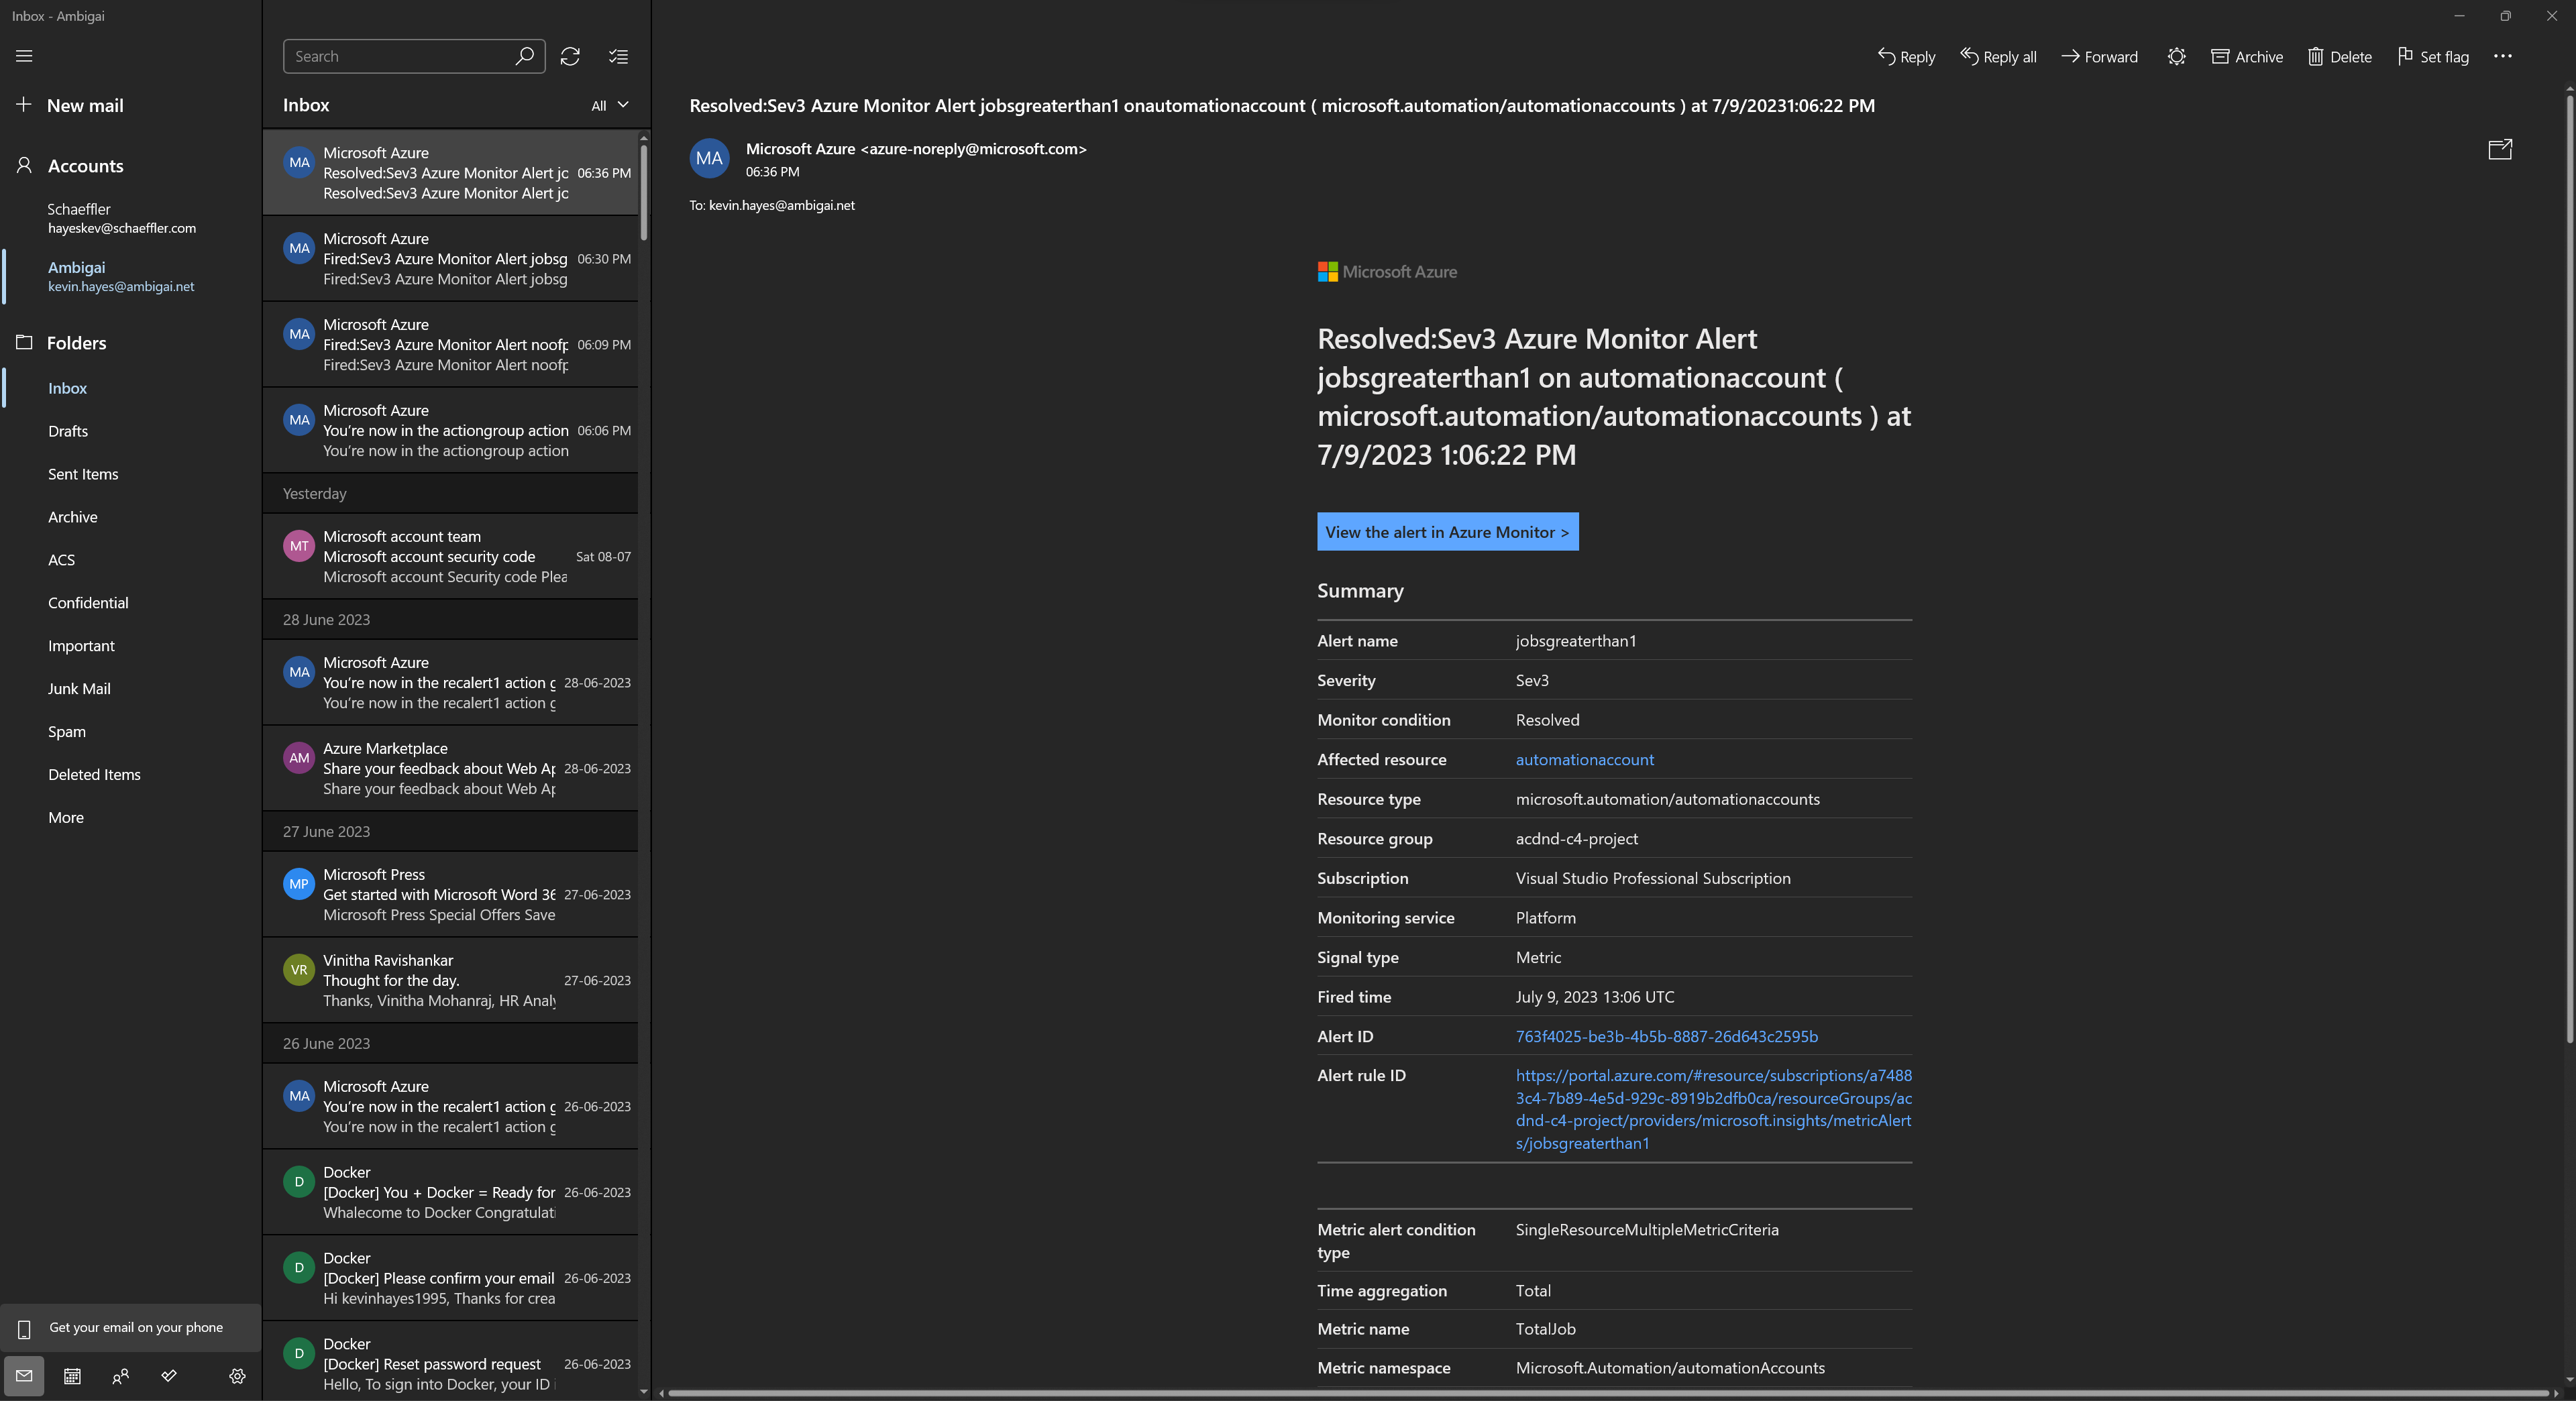 Inbox - Ambigai
New mail
Accounts
Schaeffler
hayeskev@schaeffler.com
Ambigai
kevin.hayes@ambigai.net
Folders
Inbox
Drafts
Sent Items
Archive
ACS
Confidential
Important
Junk Mail
Spam
Deleted Items
More
Get your email on your phone
Search
Inbox
All
MA
Microsoft Azure
Resolved:Sev3 Azure Monitor Alert jc 06:36 PM
Resolved:Sev3 Azure Monitor Alert jc
MA
Microsoft Azure
Fired:Sev3 Azure Monitor Alert jobsg 06:30 PM
Fired:Sev3 Azure Monitor Alert jobsg
MA
Microsoft Azure
Fired:Sev3 Azure Monitor Alert noofp 06:09 PM
Fired:Sev3 Azure Monitor Alert noofp
MA
Microsoft Azure
You're now in the actiongroup action 06:06 PM
You're now in the actiongroup action
Yesterday
MT
Microsoft account team
Microsoft account security code Sat 08-07
Microsoft account Security code Plea
28 June 2023
MA
Microsoft Azure
You're now in the recalert1 action g 28-06-2023
You're now in the recalert1 action g
AM
Azure Marketplace
Share your feedback about Web Ap 28-06-2023
Share your feedback about Web Ap
27 June 2023
MP
Microsoft Press
Get started with Microsoft Word 36 27-06-2023
Microsoft Press Special Offers Save
VR
Vinitha Ravishankar
Thought for the day. 27-06-2023
Thanks, Vinitha Mohanraj, HR Analy
26 June 2023
MA
Microsoft Azure
You're now in the recalert1 action g 26-06-2023
You're now in the recalert1 action g
D
Docker
[Docker] You + Docker = Ready for 26-06-2023
Whalecome to Docker Congratulati
D
Docker
[Docker] Please confirm your email 26-06-2023
Hi kevinhayes1995, Thanks for crea
D
Docker
[Docker] Reset password request 26-06-2023
Hello, To sign into Docker, your ID i
Reply Reply all Forward Archive Delete Set flag
Resolved:Sev3 Azure Monitor Alert jobsgreaterthan1 onautomationaccount ( microsoft.automation/automationaccounts ) at 7/9/20231:06:22 PM
MA
Microsoft Azure <azure-noreply@microsoft.com>
06:36 PM
To: kevin.hayes@ambigai.net
Microsoft Azure
Resolved:Sev3 Azure Monitor Alert
jobsgreaterthan1 on automationaccount (
microsoft.automation/automationaccounts ) at
7/9/2023 1:06:22 PM
View the alert in Azure Monitor >
Summary
Alert name jobsgreaterthan1
Severity Sev3
Monitor condition Resolved
Affected resource automationaccount
Resource type microsoft.automation/automationaccounts
Resource group acdnd-c4-project
Subscription Visual Studio Professional Subscription
Monitoring service Platform
Signal type Metric
Fired time July 9, 2023 13:06 UTC
Alert ID 763f4025-be3b-4b5b-8887-26d643c2595b
Alert rule ID https://portal.azure.com/#resource/subscriptions/a7488
3c4-7b89-4e5d-929c-8919b2dfb0ca/resourceGroups/ac
dnd-c4-project/providers/microsoft.insights/metricAlert
s/jobsgreaterthan1
Metric alert condition SingleResourceMultipleMetricCriteria
type
Time aggregation Total
Metric name TotalJob
Metric namespace Microsoft.Automation/automationAccounts